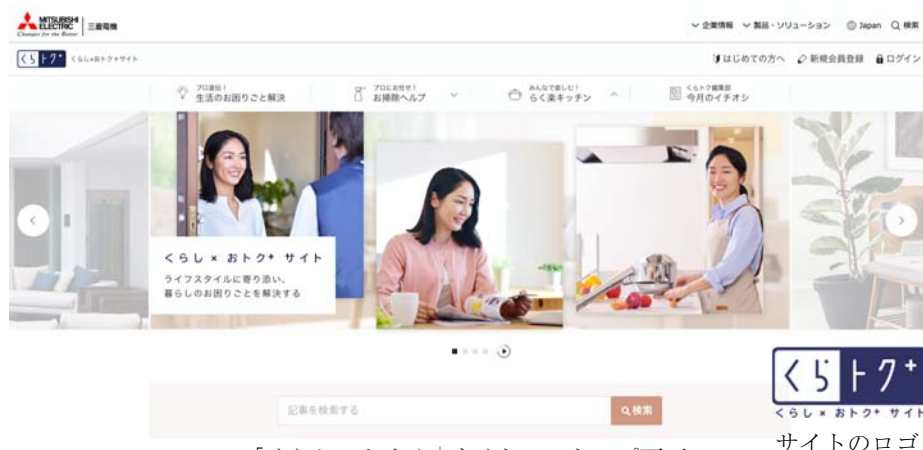 MITSUBISHI ELECTRIC 三菱電機
Changes for the Better
企業情報 製品・ソリューション Japan 検索
くらトク+ くらし×おトク+サイト
はじめての方へ 新規会員登録 ログイン
プロ直伝！
生活のお困りごと解決
プロにお任せ！
お掃除ヘルプ
みんなで楽しむ！
らく楽キッチン
くらトク編集部
今月のイチオシ
くらし × おトク+ サイト
ライフスタイルに寄り添い、
暮らしのお困りごとを解決する
記事を検索する
検索
くらトク+
くらし × おトク+ サイト
サイトのロゴ